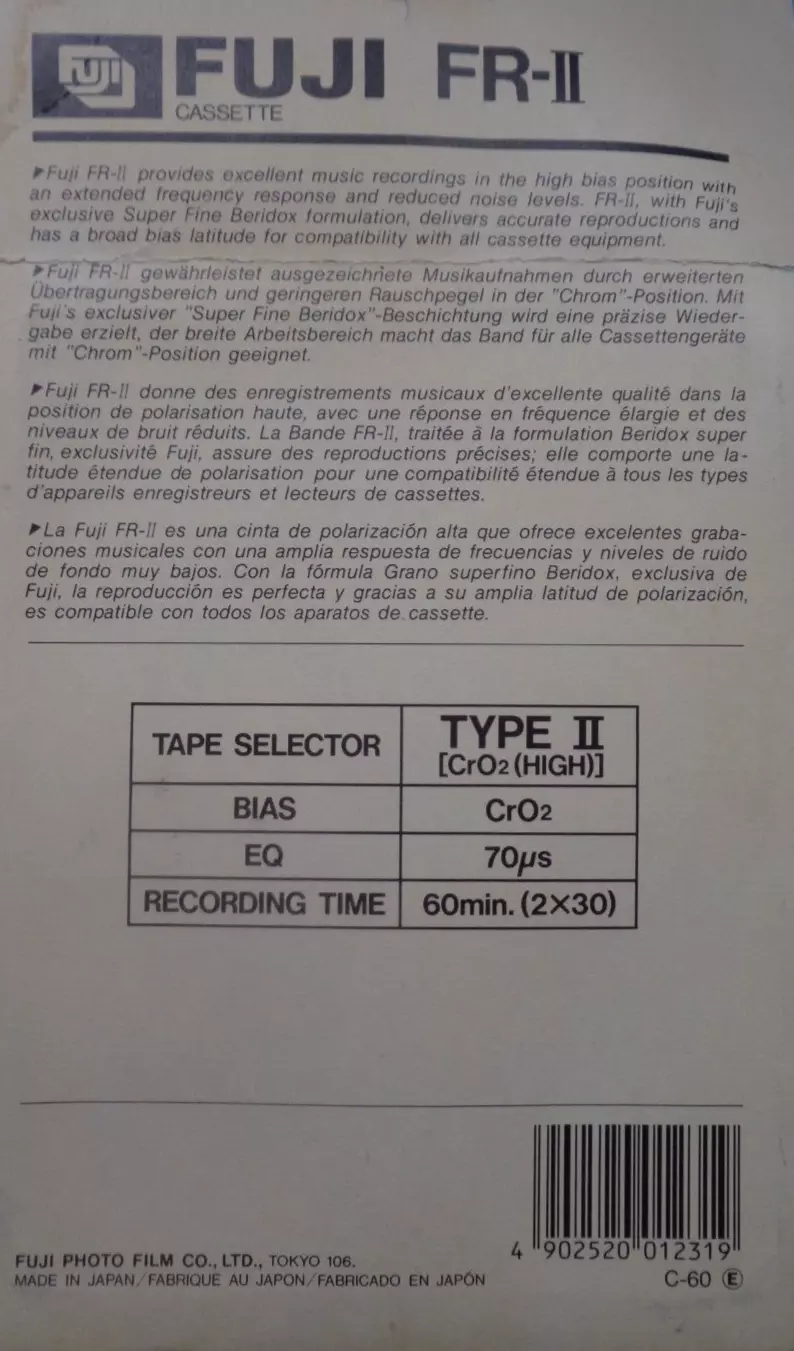 FUJI
FUJI FR-II
CASSETTE
▶Fuji FR-II provides excellent music recordings in the high bias position with
an extended frequency response and reduced noise levels. FR-II, with Fuji's
exclusive Super Fine Beridox formulation, delivers accurate reproductions and
has a broad bias latitude for compatibility with all cassette equipment.
▶Fuji FR-II gewährleistet ausgezeichnete Musikaufnahmen durch erweiterten
Übertragungsbereich und geringeren Rauschpegel in der "Chrom"-Position. Mit
Fuji's exclusiver "Super Fine Beridox"-Beschichtung wird eine präzise Wieder-
gabe erzielt, der breite Arbeitsbereich macht das Band für alle Cassettengeräte
mit "Chrom"-Position geeignet.
▶Fuji FR-II donne des enregistrements musicaux d'excellente qualité dans la
position de polarisation haute, avec une réponse en fréquence élargie et des
niveaux de bruit réduits. La Bande FR-II, traitée à la formulation Beridox super
fin, exclusivité Fuji, assure des reproductions précises; elle comporte une la-
titude étendue de polarisation pour une compatibilité étendue à tous les types
d'appareils enregistreurs et lecteurs de cassettes.
▶La Fuji FR-II es una cinta de polarización alta que ofrece excelentes graba-
ciones musicales con una amplia respuesta de frecuencias y niveles de ruido
de fondo muy bajos. Con la fórmula Grano superfino Beridox, exclusiva de
Fuji, la reproducción es perfecta y gracias a su amplia latitud de polarización,
es compatible con todos los aparatos de cassette.
TAPE SELECTOR TYPE II
[CrO2 (HIGH)]
BIAS CrO2
EQ 70μs
RECORDING TIME 60min. (2×30)
4 902520 012319
FUJI PHOTO FILM CO., LTD., TOKYO 106.
MADE IN JAPAN/FABRIQUE AU JAPON/FABRICADO EN JAPÓN
C-60 Ⓔ